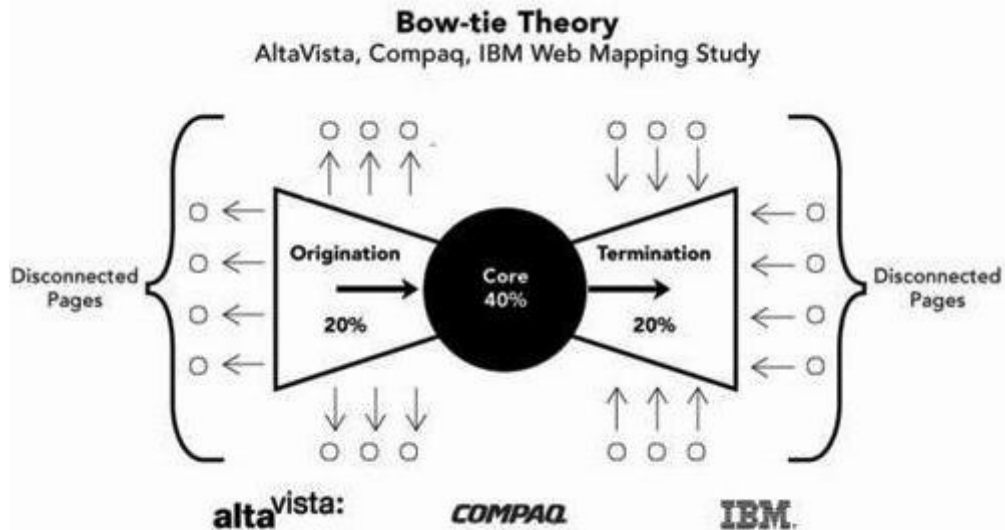 Bow-tie Theory
AltaVista, Compaq, IBM Web Mapping Study
Disconnected
Pages
Origination
20%
Core
40%
Termination
20%
Disconnected
Pages
altavista:
COMPAQ
IBM.